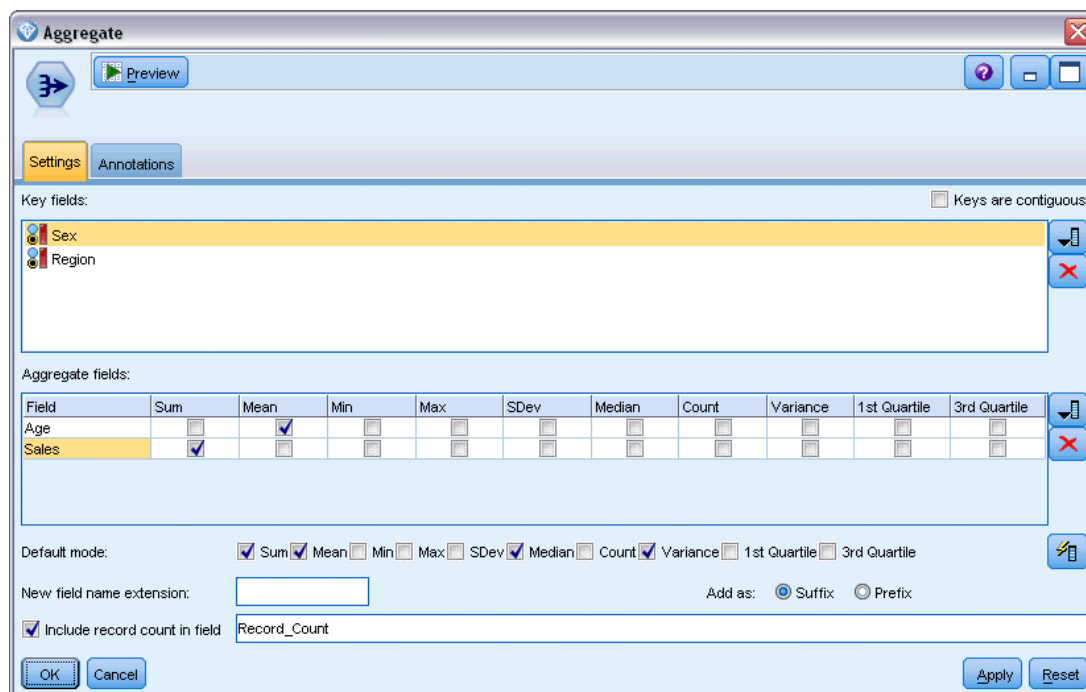 Aggregate
Preview
Settings Annotations
Key fields: Keys are contiguous
Sex
Region
Aggregate fields:
Field Sum Mean Min Max SDev Median Count Variance 1st Quartile 3rd Quartile
Age
Sales
Default mode: Sum Mean Min Max SDev Median Count Variance 1st Quartile 3rd Quartile
New field name extension: Add as: Suffix Prefix
Include record count in field Record_Count
OK Cancel Apply Reset